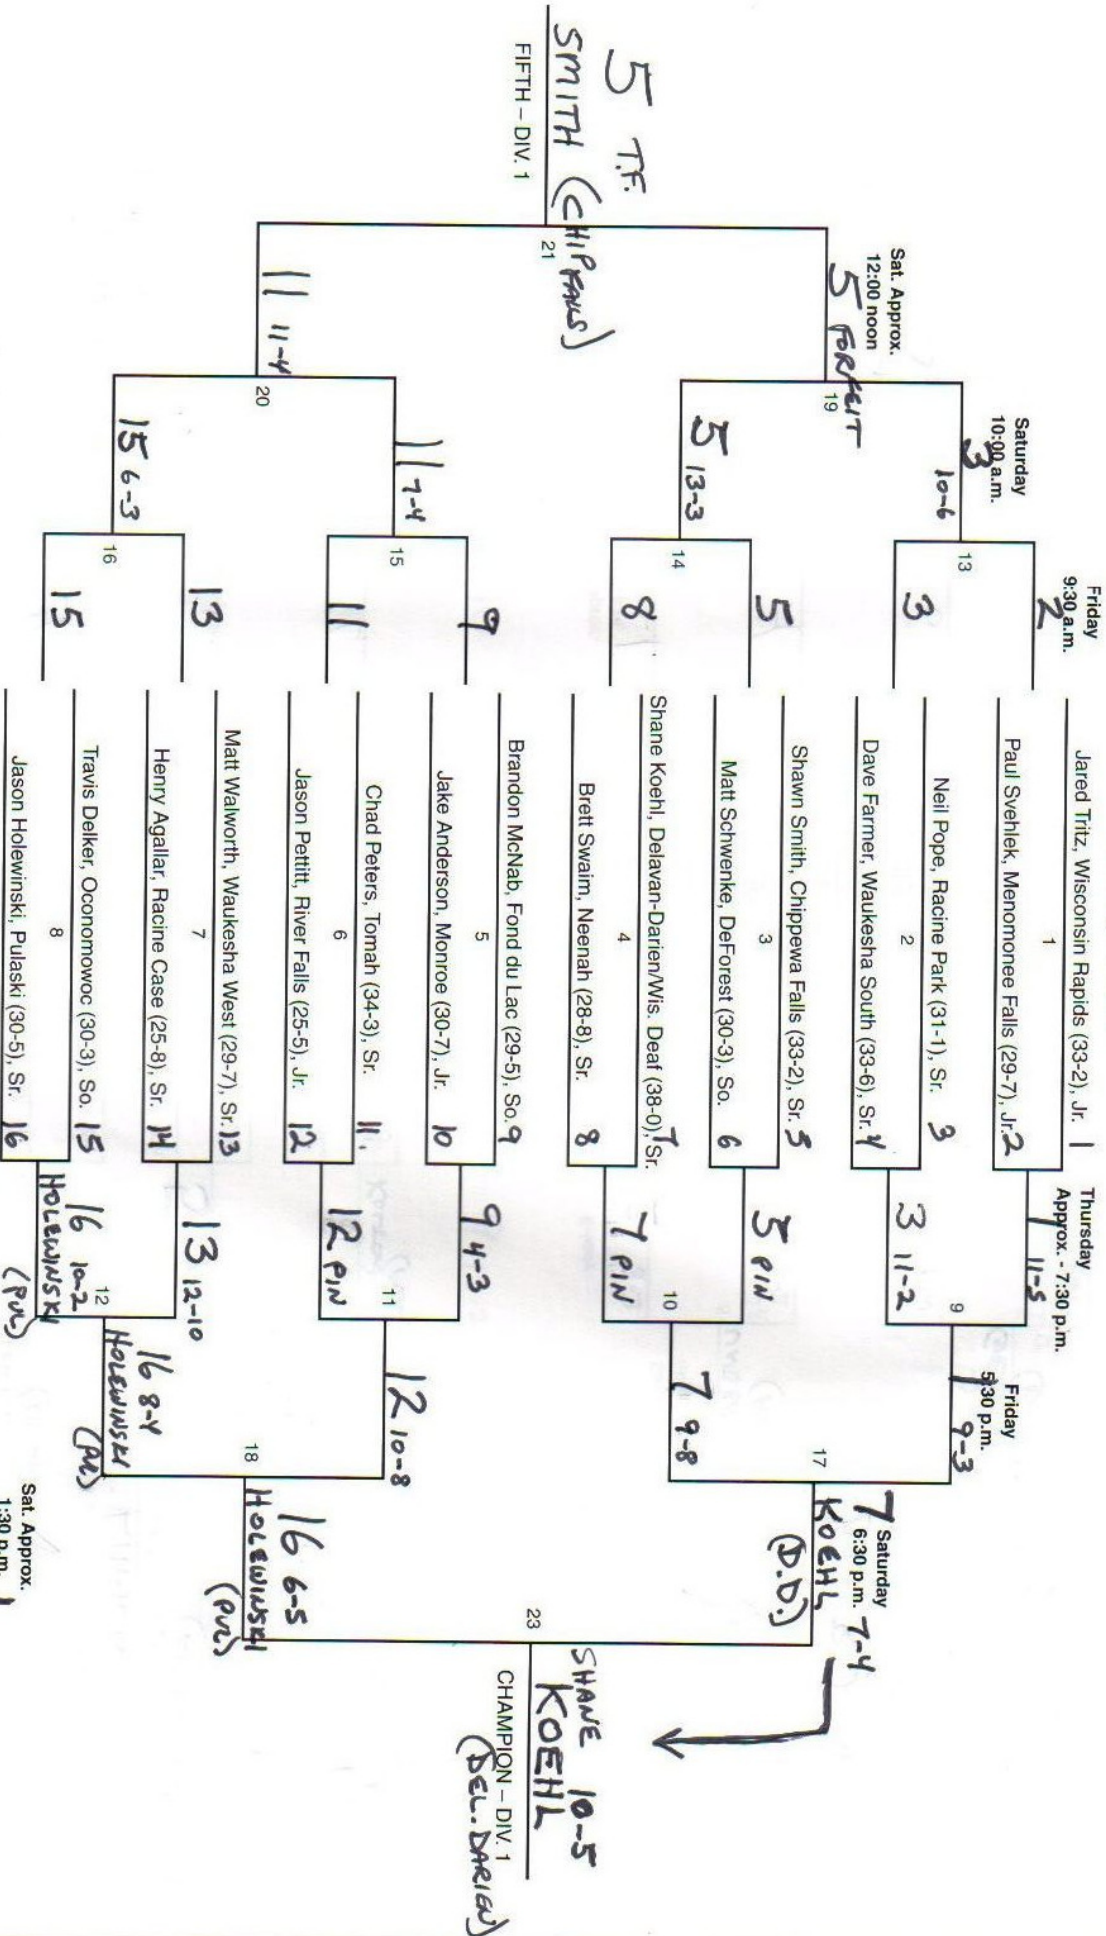 Friday
9:30 a.m.
Saturday
10:00 a.m.
Sat. Approx.
12:00 noon
Thursday
Approx. - 7:30 p.m.
Friday
5:30 p.m.
Saturday
6:30 p.m.
Sat. Approx.
1:30 p.m.
Jared Tritz, Wisconsin Rapids (33-2), Jr. 1
1
Paul Svehlek, Menomonee Falls (29-7), Jr. 2
Neil Pope, Racine Park (31-1), Sr. 3
2
Dave Farmer, Waukesha South (33-6), Sr. 4
Shawn Smith, Chippewa Falls (33-2), Sr. 5
3
Matt Schwenke, DeForest (30-3), So. 6
Shane Koehl, Delavan-Darien/Wis. Deaf (38-0), Sr. 7
4
Brett Swaim, Neenah (28-8), Sr. 8
Brandon McNab, Fond du Lac (29-5), So. 9
5
Jake Anderson, Monroe (30-7), Jr. 10
Chad Peters, Tomah (34-3), Sr. 11.
6
Jason Pettitt, River Falls (25-5), Jr. 12
Matt Walworth, Waukesha West (29-7), Sr. 13
7
Henry Agallar, Racine Case (25-8), Sr. 14
Travis Delker, Oconomowoc (30-3), So. 15
8
Jason Holewinski, Pulaski (30-5), Sr. 16
1 11-5
9
3 11-2
5 PIN
10
7 PIN
9 4-3
11
12 PIN
13 12-10
12
16 10-2
HOLEWINSKI
(PUL)
1 9-3
17
7 9-8
12 10-8
18
16 8-4
HOLEWINSKI
(PUL)
7 7-4
KOEHL
(D.D.)
23
16 6-5
HOLEWINSKI
(PUL)
SHANE 10-5
KOEHL
CHAMPION – DIV. 1
(DEL. DARIEN)
2
13
3
5
14
8
9
15
11
13
16
15
3
10-6
19
5 13-3
11 7-4
20
15 6-3
5 FORFEIT
21
11 11-4
5 T.F.
SMITH (CHIP FALLS)
FIFTH – DIV. 1